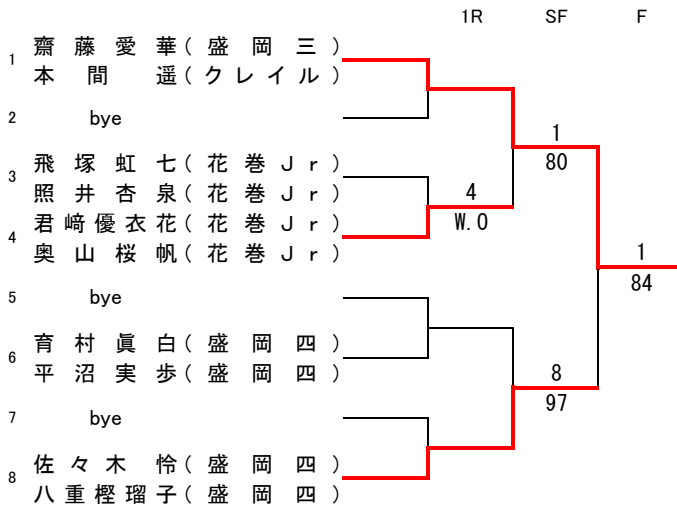 1R SF F
1 齋藤愛華(盛岡三)
本間 遥(クレイル)
2 bye
1
80
3 飛塚虹七(花巻Jr)
照井杏泉(花巻Jr)
4
W.O
4 君﨑優衣花(花巻Jr)
奥山桜帆(花巻Jr)
1
84
5 bye
6 育村眞白(盛岡四)
平沼実歩(盛岡四)
8
97
7 bye
8 佐々木 怜(盛岡四)
八重樫瑠子(盛岡四)